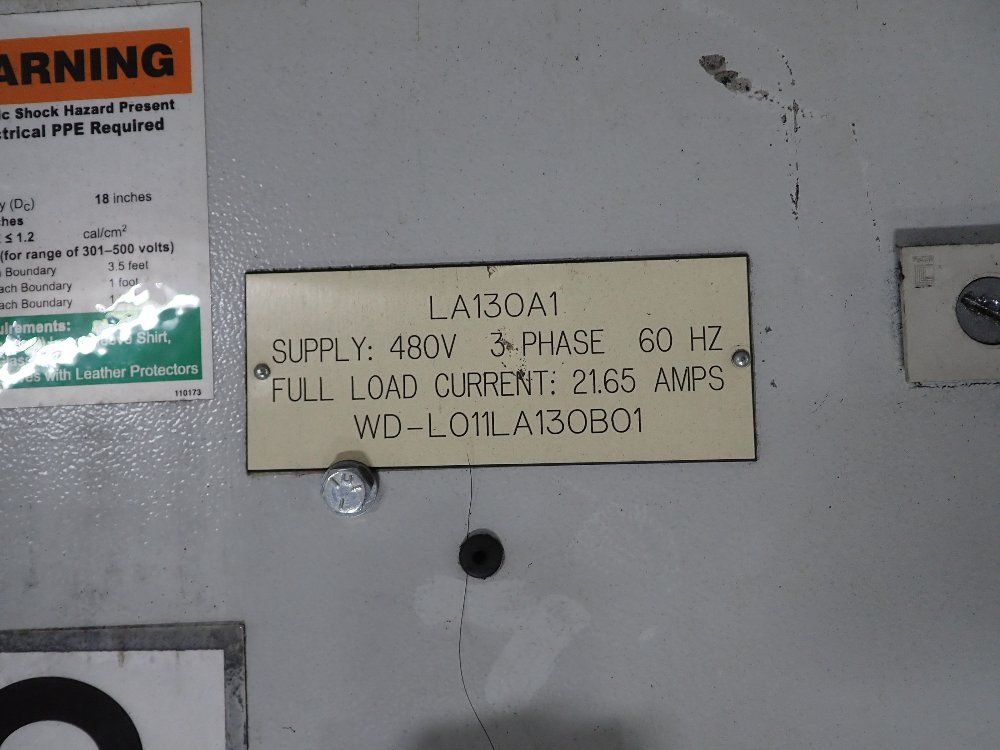 ARNING
ic Shock Hazard Present
ctrical PPE Required
y (DC) 18 inches
ches
≤ 1.2 cal/cm2
(for range of 301–500 volts)
Boundary 3.5 feet
ach Boundary 1 foot
ach Boundary 1
uirements:
Shirt,
with Leather Protectors
110173
LA130A1
SUPPLY: 480V 3 PHASE 60 HZ
FULL LOAD CURRENT: 21.65 AMPS
WD-L011LA130B01